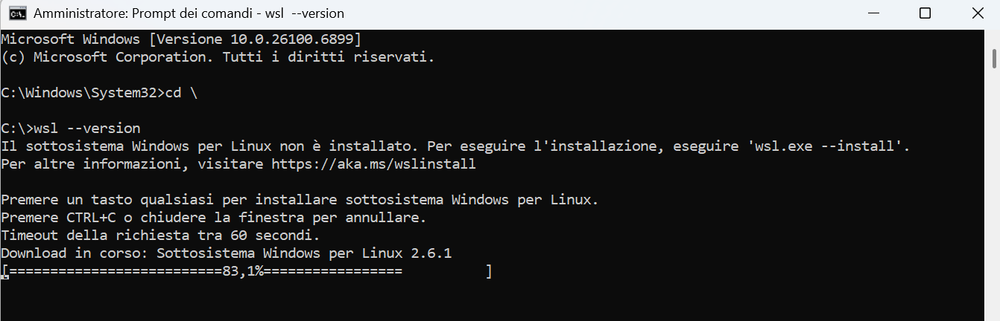 Amministratore: Prompt dei comandi - wsl  --version
Microsoft Windows [Versione 10.0.26100.6899]
(c) Microsoft Corporation. Tutti i diritti riservati.
C:\Windows\System32>cd \
C:\>wsl --version
Il sottosistema Windows per Linux non è installato. Per eseguire l'installazione, eseguire 'wsl.exe --install'.
Per altre informazioni, visitare https://aka.ms/wslinstall
Premere un tasto qualsiasi per installare sottosistema Windows per Linux.
Premere CTRL+C o chiudere la finestra per annullare.
Timeout della richiesta tra 60 secondi.
Download in corso: Sottosistema Windows per Linux 2.6.1
[==========================83,1%=================          ]